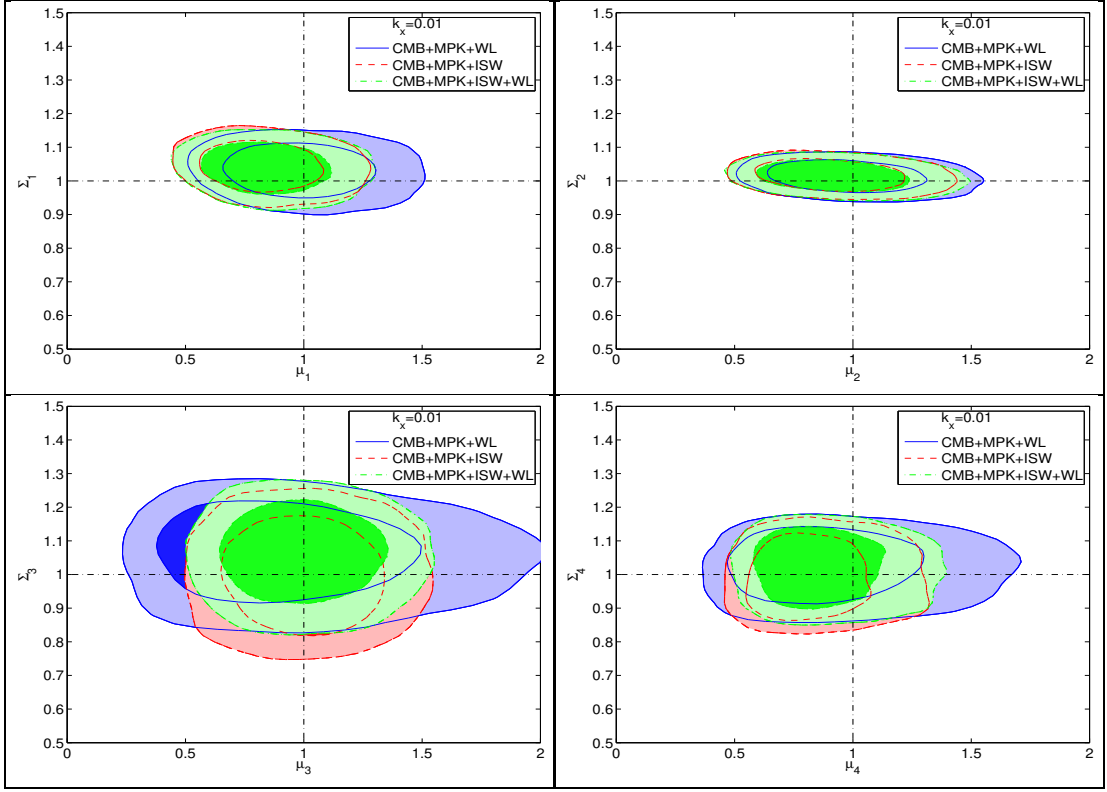 1.5
1.4
1.3
1.2
1.1
1
0.9
0.8
0.7
0.6
0.5
Σ₁
0 0.5 1 1.5 2
μ₁
kₓ=0.01
CMB+MPK+WL
CMB+MPK+ISW
CMB+MPK+ISW+WL
1.5
1.4
1.3
1.2
1.1
1
0.9
0.8
0.7
0.6
0.5
Σ₂
0 0.5 1 1.5 2
μ₂
kₓ=0.01
CMB+MPK+WL
CMB+MPK+ISW
CMB+MPK+ISW+WL
1.5
1.4
1.3
1.2
1.1
1
0.9
0.8
0.7
0.6
0.5
Σ₃
0 0.5 1 1.5 2
μ₃
kₓ=0.01
CMB+MPK+WL
CMB+MPK+ISW
CMB+MPK+ISW+WL
1.5
1.4
1.3
1.2
1.1
1
0.9
0.8
0.7
0.6
0.5
Σ₄
0 0.5 1 1.5 2
μ₄
kₓ=0.01
CMB+MPK+WL
CMB+MPK+ISW
CMB+MPK+ISW+WL